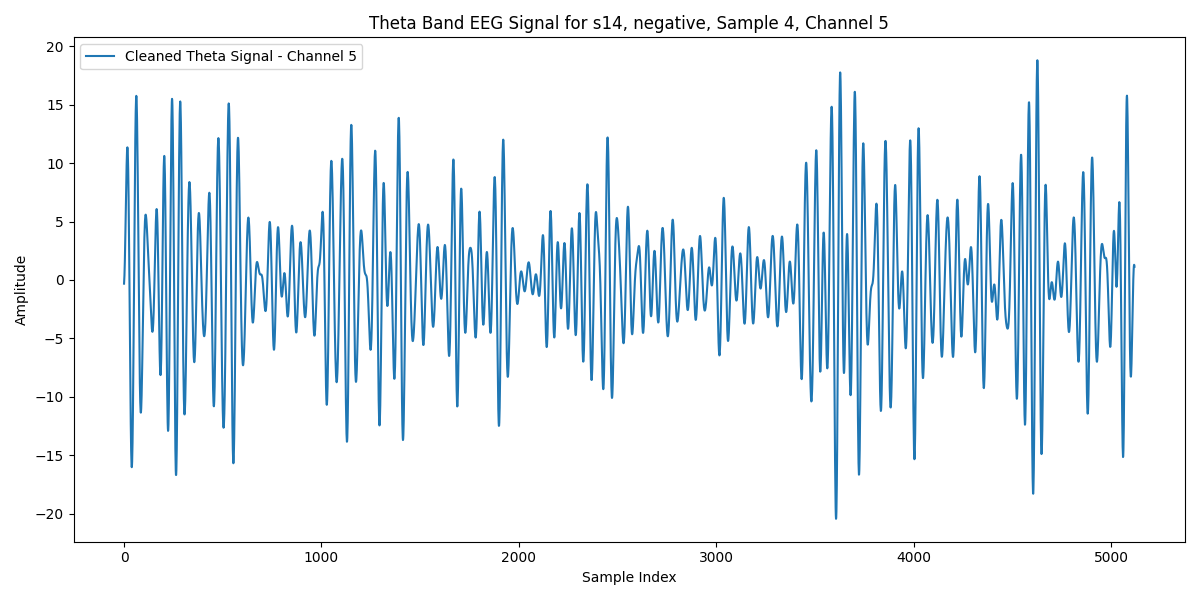 Theta Band EEG Signal for s14, negative, Sample 4, Channel 5
Cleaned Theta Signal - Channel 5
Amplitude
20
15
10
5
0
−5
−10
−15
−20
0 1000 2000 3000 4000 5000
Sample Index